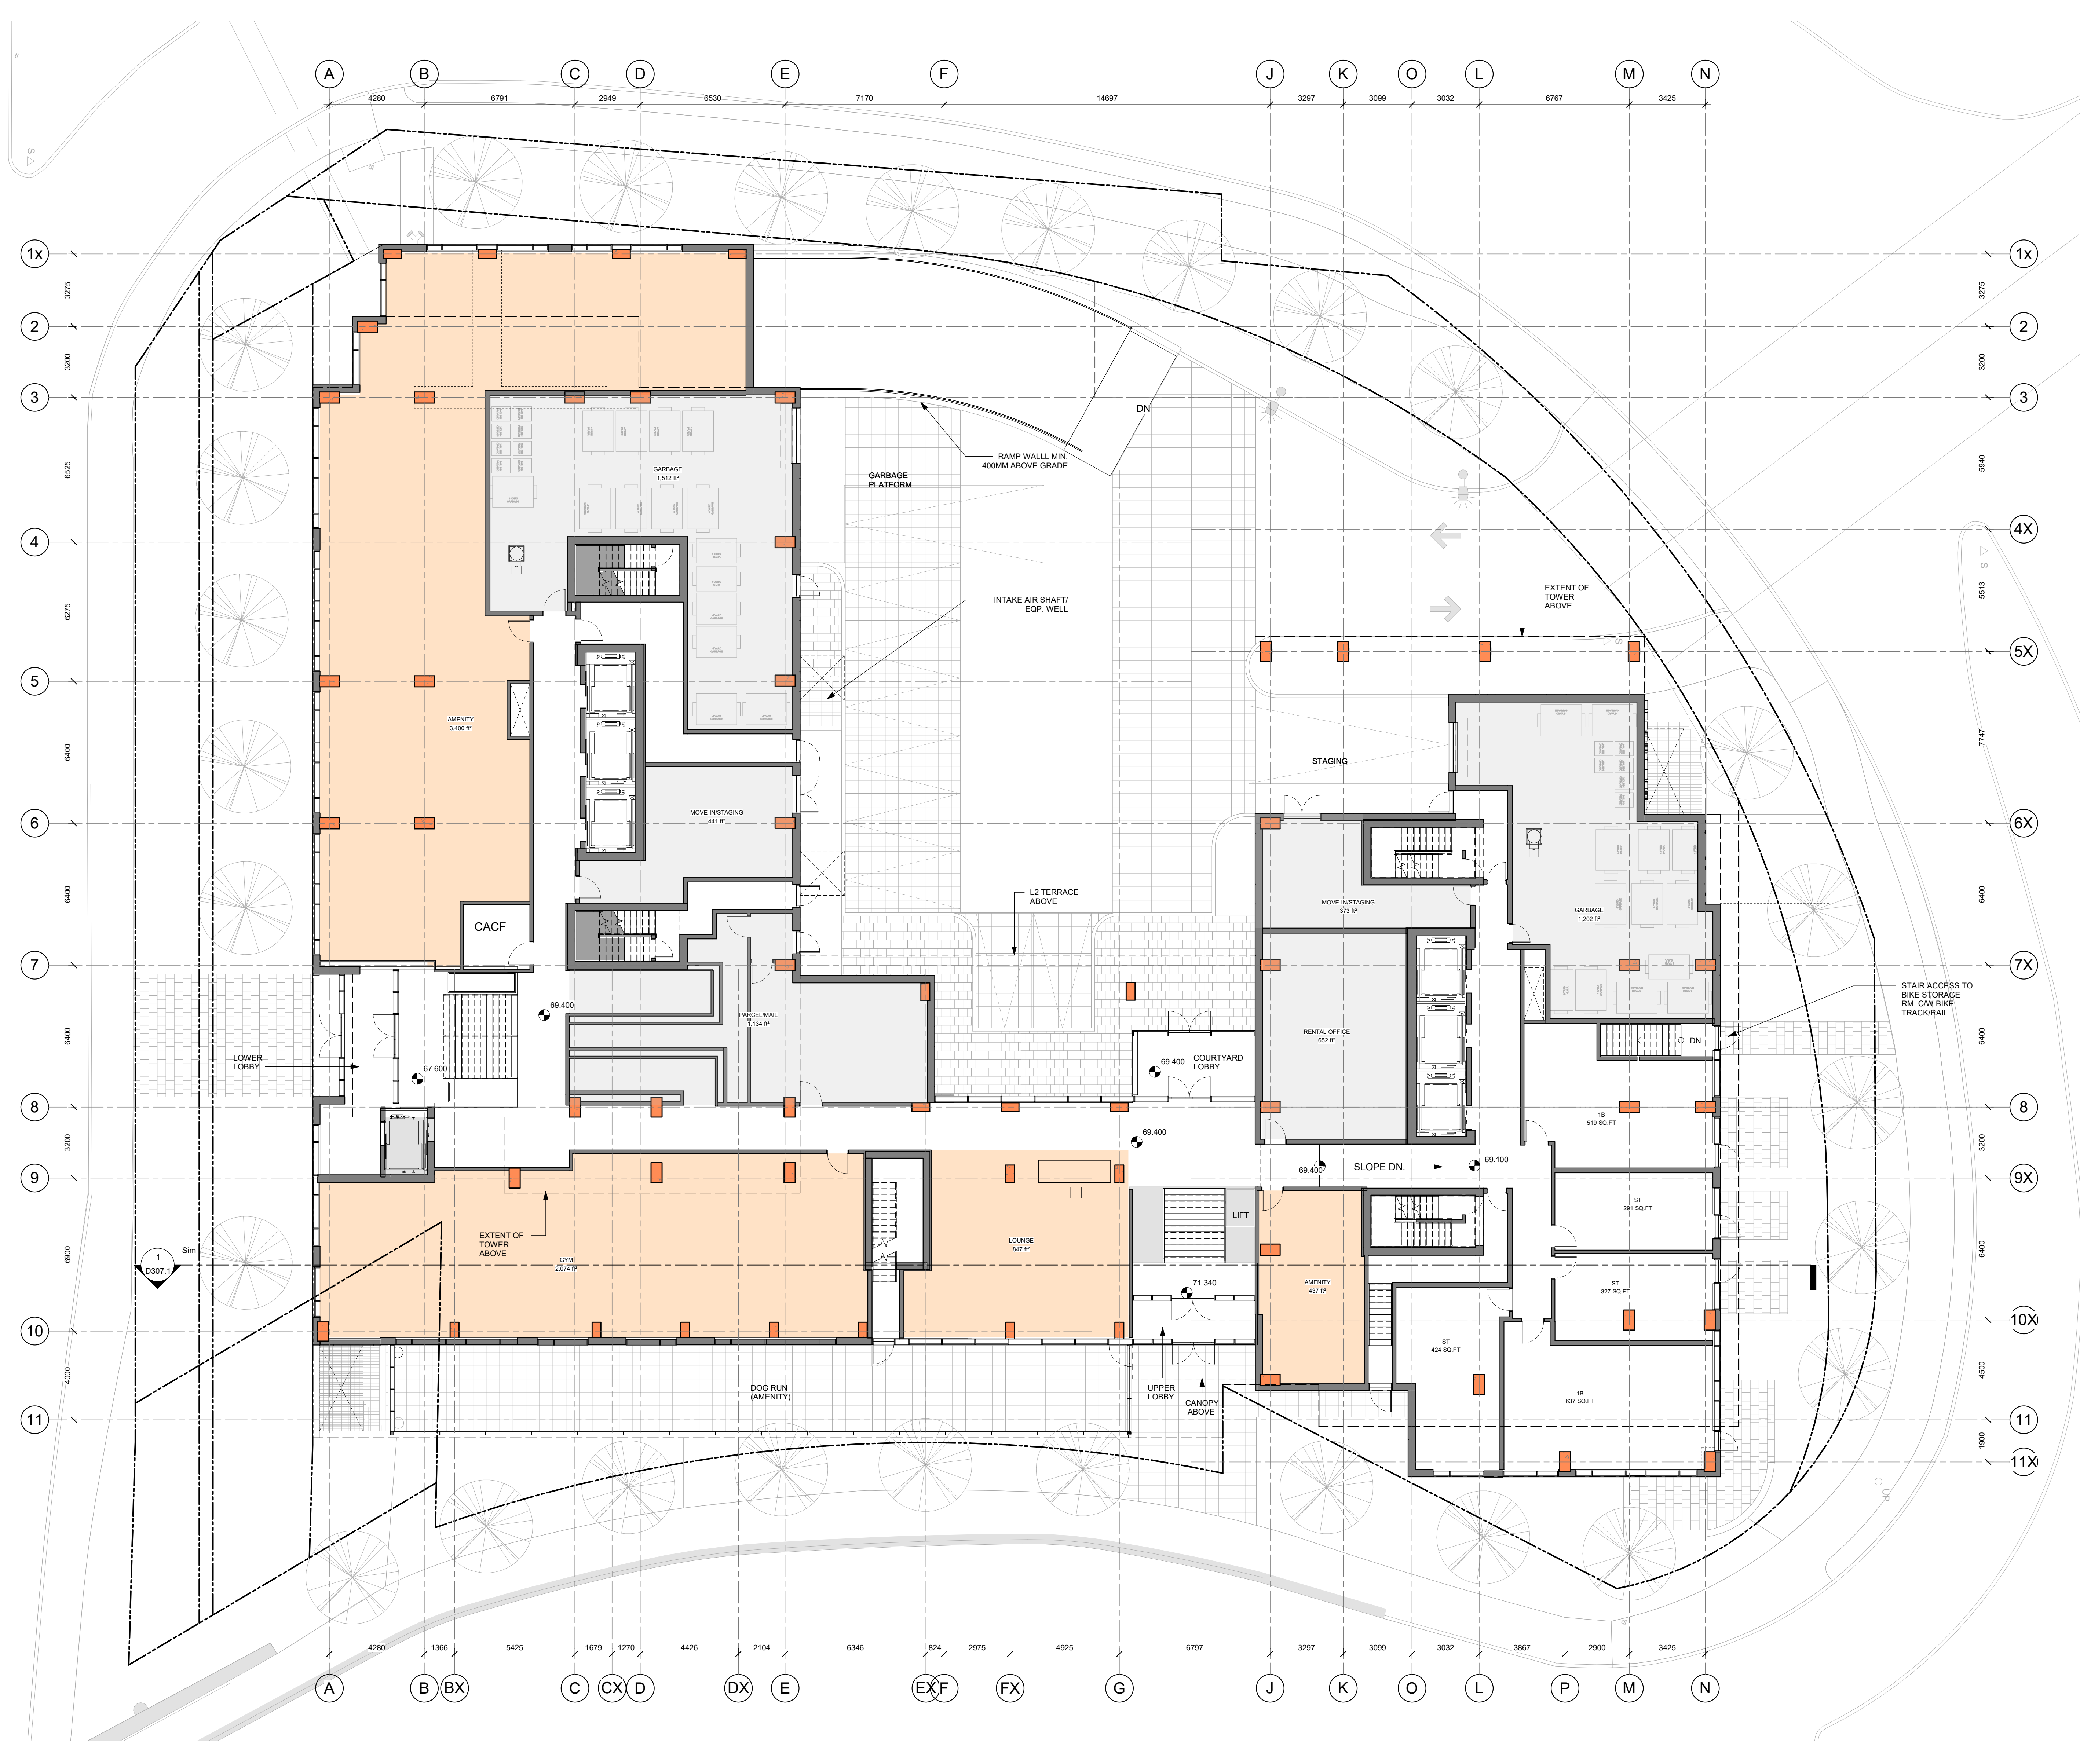 A B C D E F J K O L M N
4280 6791 2949 6530 7170 14697 3297 3099 3032 6767 3425
1x
1x
3275
3275
2
2
3200
3200
3
3
DN
RAMP WALLL MIN.
400MM ABOVE GRADE
GARBAGE
1,512 ft²
GARBAGE
PLATFORM
6525
5940
4
4X
6275
5513
INTAKE AIR SHAFT/
EQP. WELL
EXTENT OF
TOWER
ABOVE
5
5X
AMENITY
3,400 ft²
6400
7747
STAGING
MOVE-IN/STAGING
441 ft²
6
6X
6400
6400
L2 TERRACE
ABOVE
MOVE-IN/STAGING
373 ft²
GARBAGE
1,202 ft²
CACF
7
7X
STAIR ACCESS TO
BIKE STORAGE
RM. C/W BIKE
TRACK/RAIL
69.400
PARCEL/MAIL
1,134 ft²
RENTAL OFFICE
652 ft²
DN
6400
6400
LOWER
LOBBY
67.600
69.400
COURTYARD
LOBBY
8
8
1B
519 SQ.FT
69.400
3200
3200
69.400
SLOPE DN.
69.100
9
9X
ST
291 SQ.FT
LIFT
EXTENT OF
TOWER
ABOVE
LOUNGE
847 ft²
6900
6400
1
D307.1
Sim
GYM
2,074 ft²
71.340
AMENITY
437 ft²
ST
327 SQ.FT
10
10X
ST
424 SQ.FT
4000
4500
DOG RUN
(AMENITY)
UPPER
LOBBY
CANOPY
ABOVE
1B
637 SQ.FT
11
11
1900
11X
UP
4280 1366 5425 1679 1270 4426 2104 6346 824 2975 4925 6797 3297 3099 3032 3867 2900 3425
A B BX C CX D DX E EX F FX G J K O L P M N